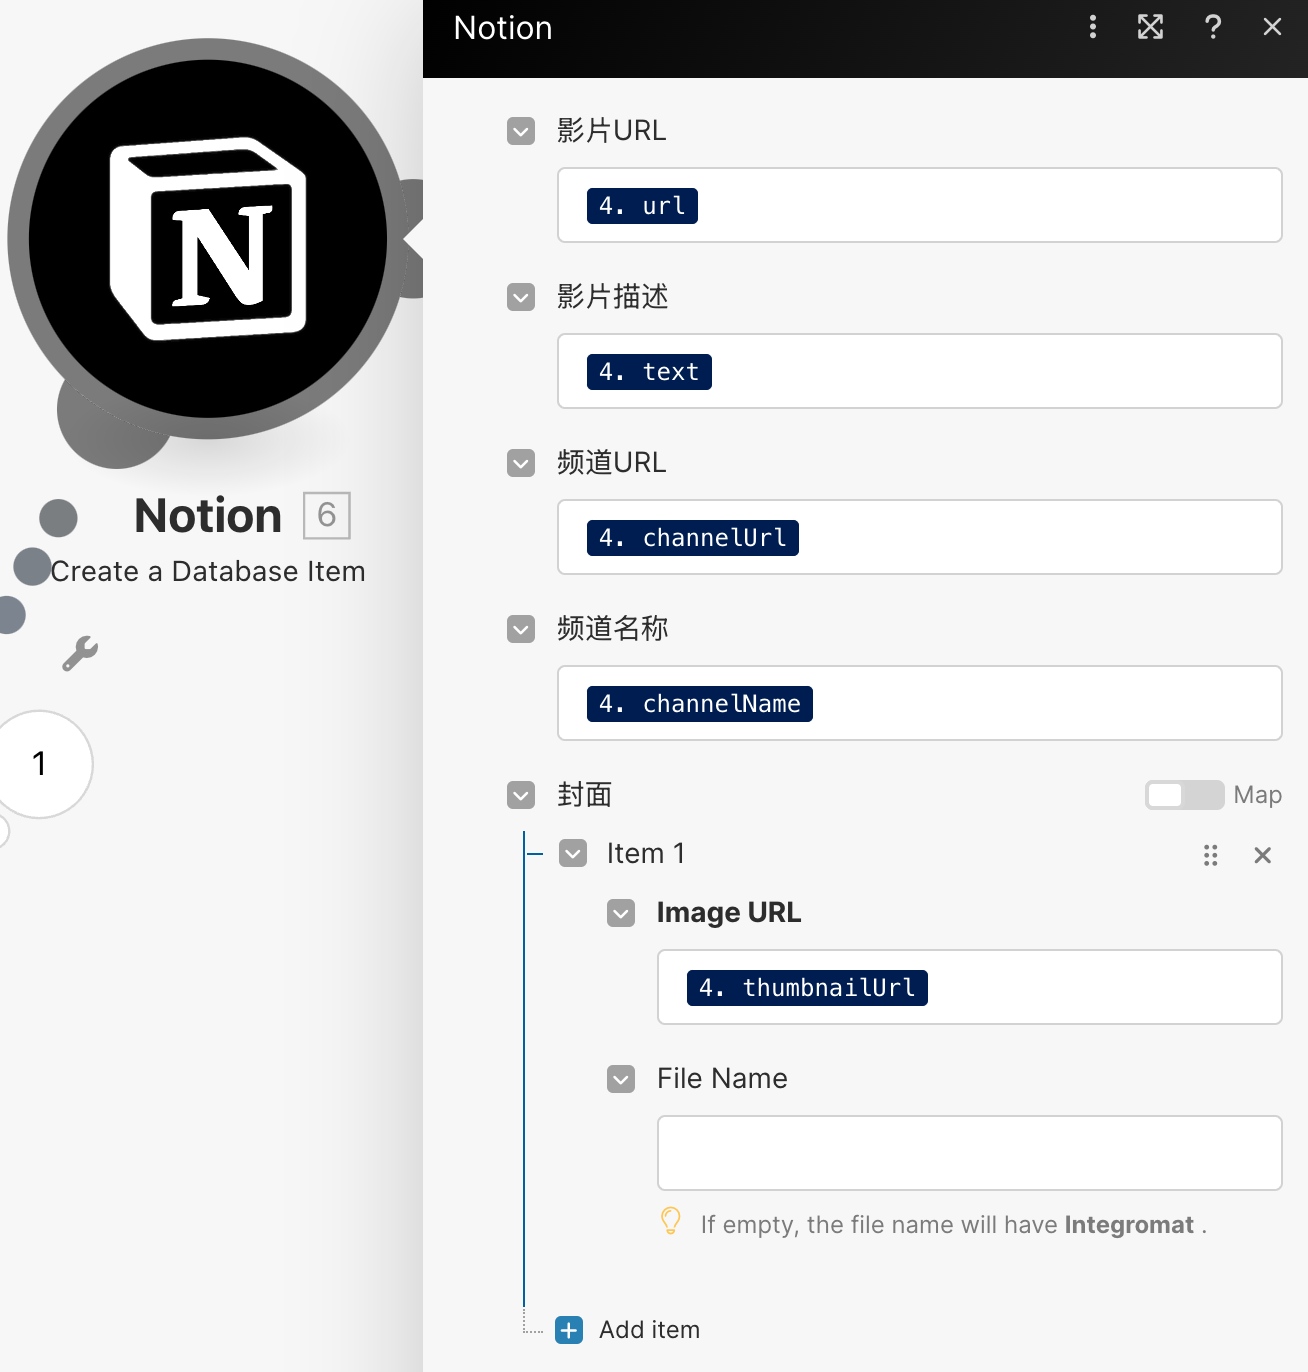 Notion
影片URL
4. url
影片描述
4. text
频道URL
4. channelUrl
频道名称
4. channelName
封面
Map
Item 1
Image URL
4. thumbnailUrl
File Name
If empty, the file name will have Integromat .
Add item
N
Notion 6
Create a Database Item
1